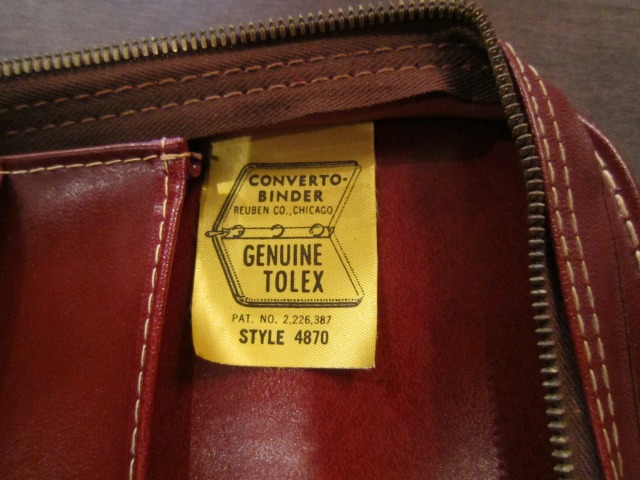 CONVERTO-
BINDER
REUBEN CO., CHICAGO
GENUINE
TOLEX
PAT. NO. 2,226,387
STYLE 4870